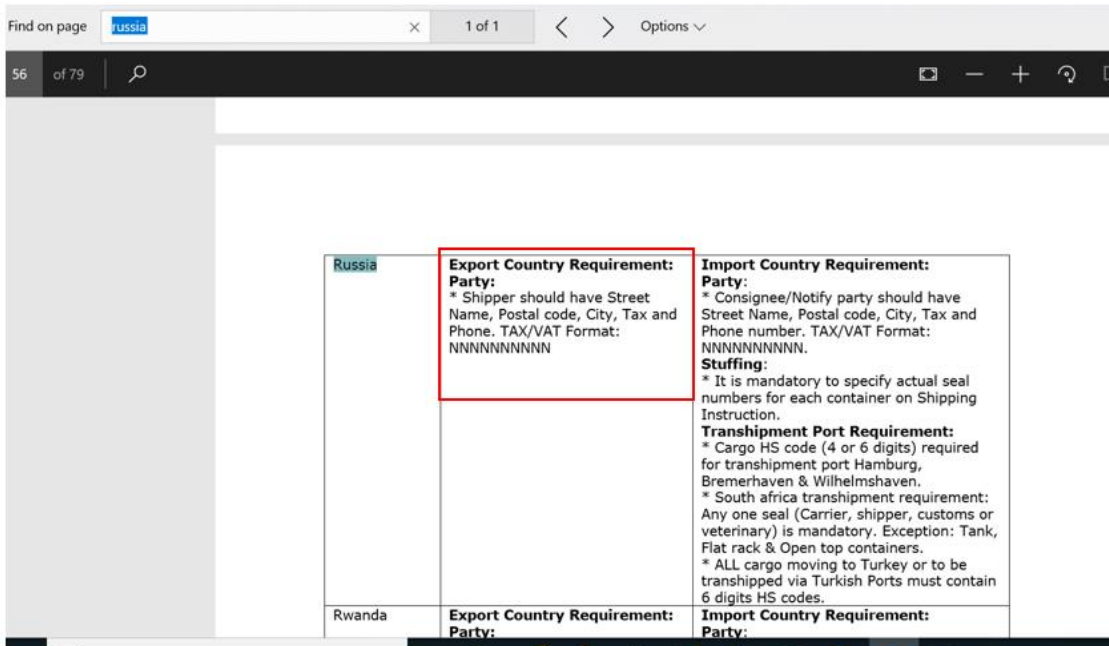 Find on page russia 1 of 1 Options
56 of 79
Russia
Export Country Requirement:
Party:
* Shipper should have Street
Name, Postal code, City, Tax and
Phone. TAX/VAT Format:
NNNNNNNNNN
Import Country Requirement:
Party:
* Consignee/Notify party should have
Street Name, Postal code, City, Tax and
Phone number. TAX/VAT Format:
NNNNNNNNNN.
Stuffing:
* It is mandatory to specify actual seal
numbers for each container on Shipping
Instruction.
Transhipment Port Requirement:
* Cargo HS code (4 or 6 digits) required
for transhipment port Hamburg,
Bremerhaven & Wilhelmshaven.
* South africa transhipment requirement:
Any one seal (Carrier, shipper, customs or
veterinary) is mandatory. Exception: Tank,
Flat rack & Open top containers.
* ALL cargo moving to Turkey or to be
transhipped via Turkish Ports must contain
6 digits HS codes.
Rwanda
Export Country Requirement:
Party:
Import Country Requirement:
Party: